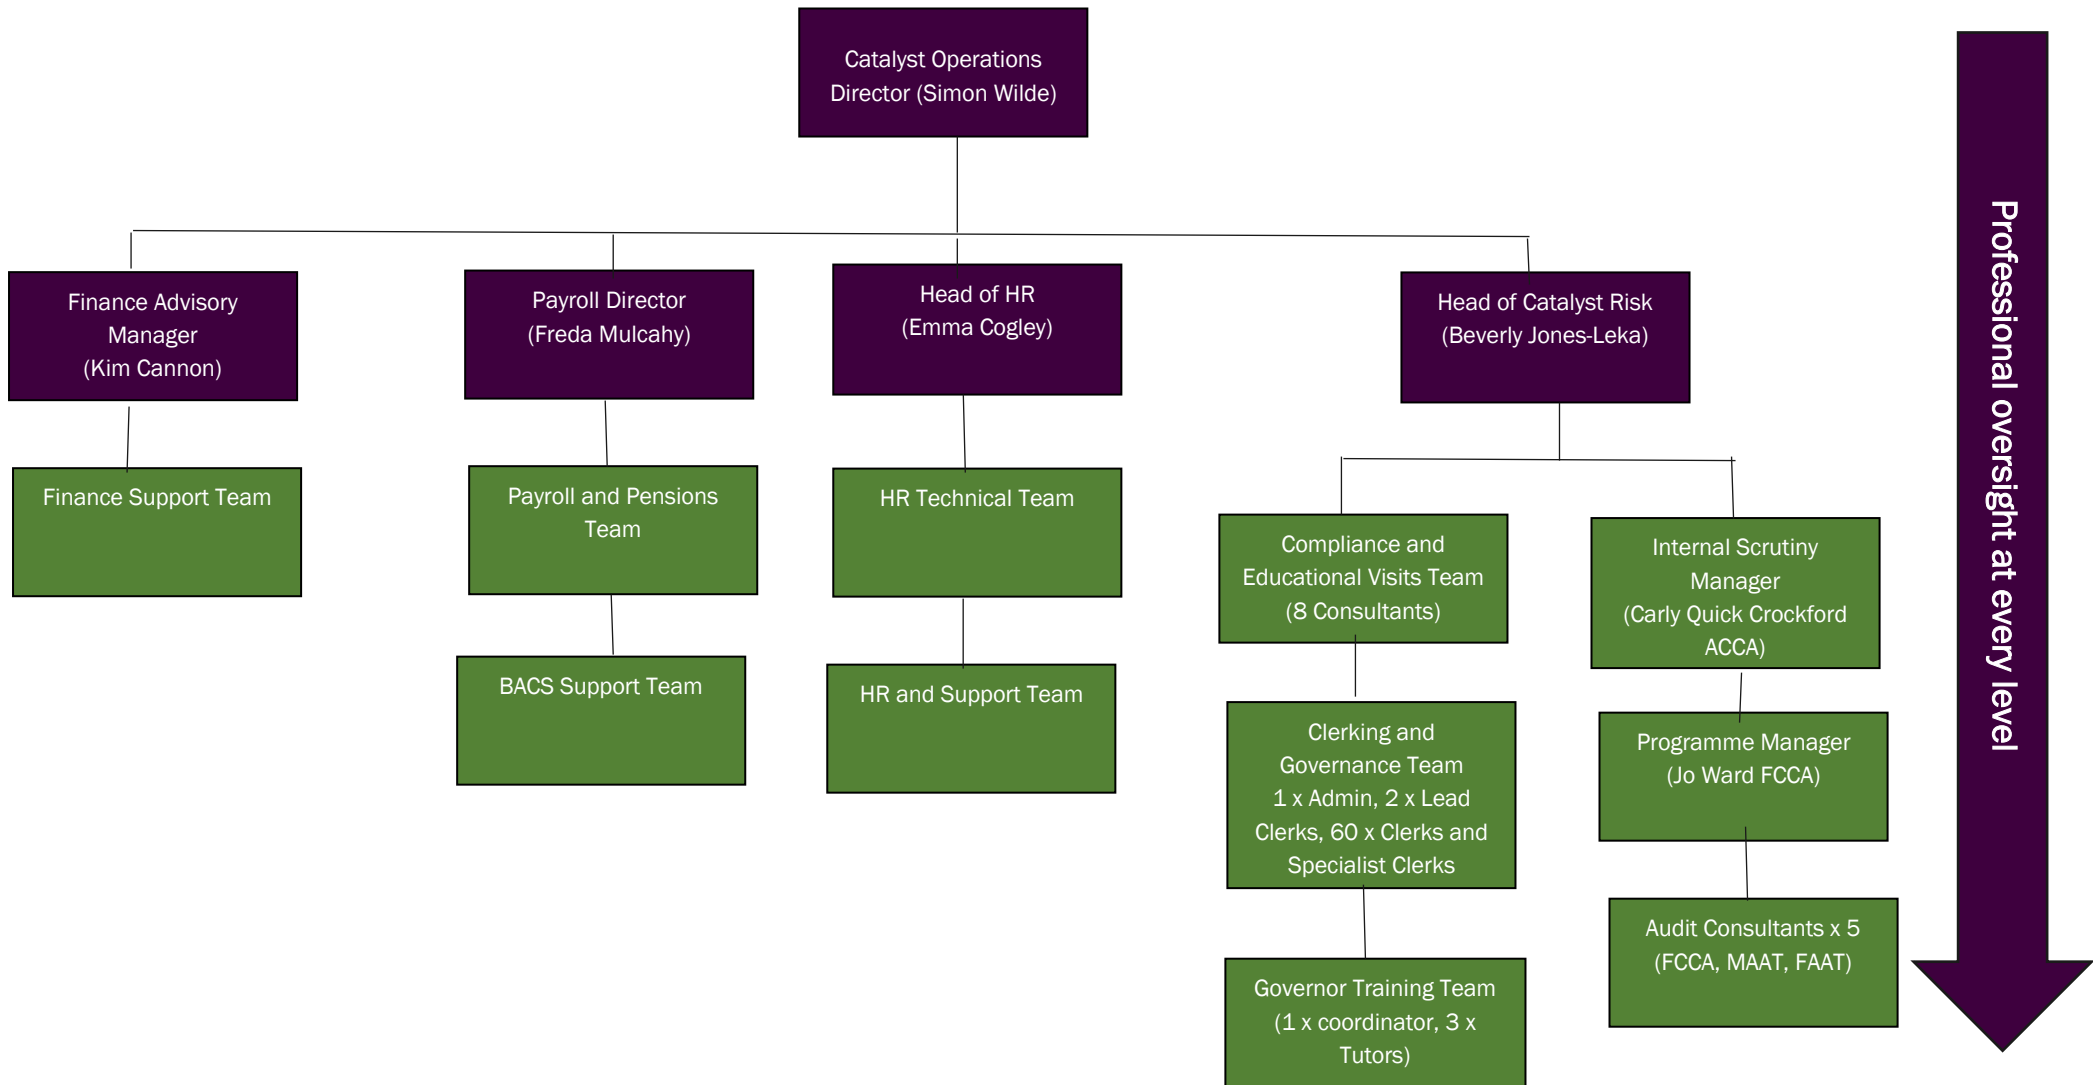 Catalyst Operations
Director (Simon Wilde)
Finance Advisory
Manager
(Kim Cannon)
Payroll Director
(Freda Mulcahy)
Head of HR
(Emma Cogley)
Head of Catalyst Risk
(Beverly Jones-Leka)
Finance Support Team
Payroll and Pensions
Team
HR Technical Team
Compliance and
Educational Visits Team
(8 Consultants)
Internal Scrutiny
Manager
(Carly Quick Crockford
ACCA)
BACS Support Team
HR and Support Team
Clerking and
Governance Team
1 x Admin, 2 x Lead
Clerks, 60 x Clerks and
Specialist Clerks
Programme Manager
(Jo Ward FCCA)
Audit Consultants x 5
(FCCA, MAAT, FAAT)
Governor Training Team
(1 x coordinator, 3 x
Tutors)
Professional oversight at every level